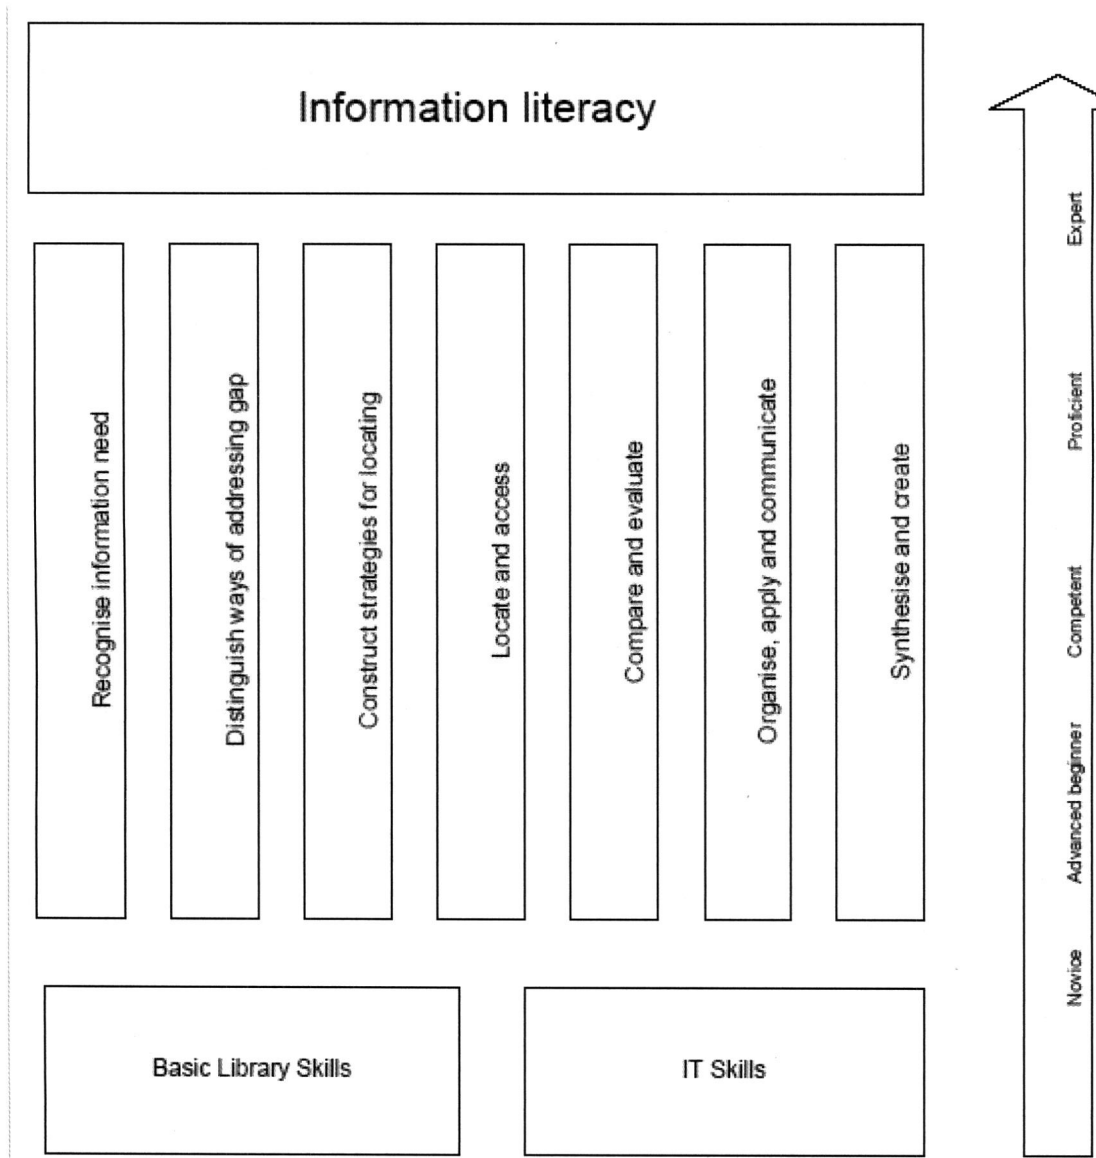 Information literacy
Recognise information need
Distinguish ways of addressing gap
Construct strategies for locating
Locate and access
Compare and evaluate
Organise, apply and communicate
Synthesise and create
Basic Library Skills
IT Skills
Expert
Proficient
Competent
Advanced beginner
Novice